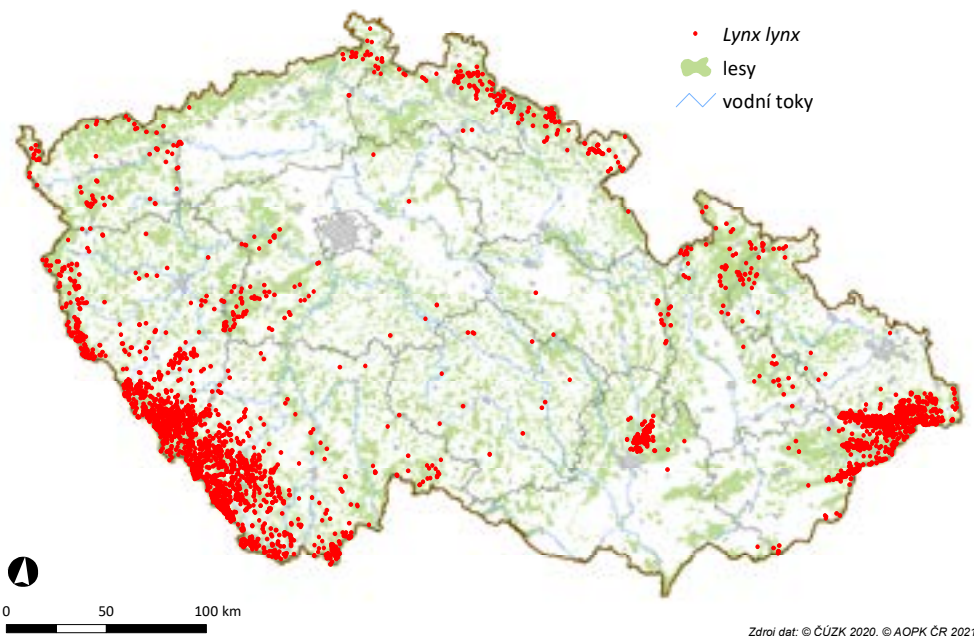 Lynx lynx
lesy
vodní toky
0 50 100 km
Zdroj dat: © ČÚZK 2020. © AOPK ČR 2021